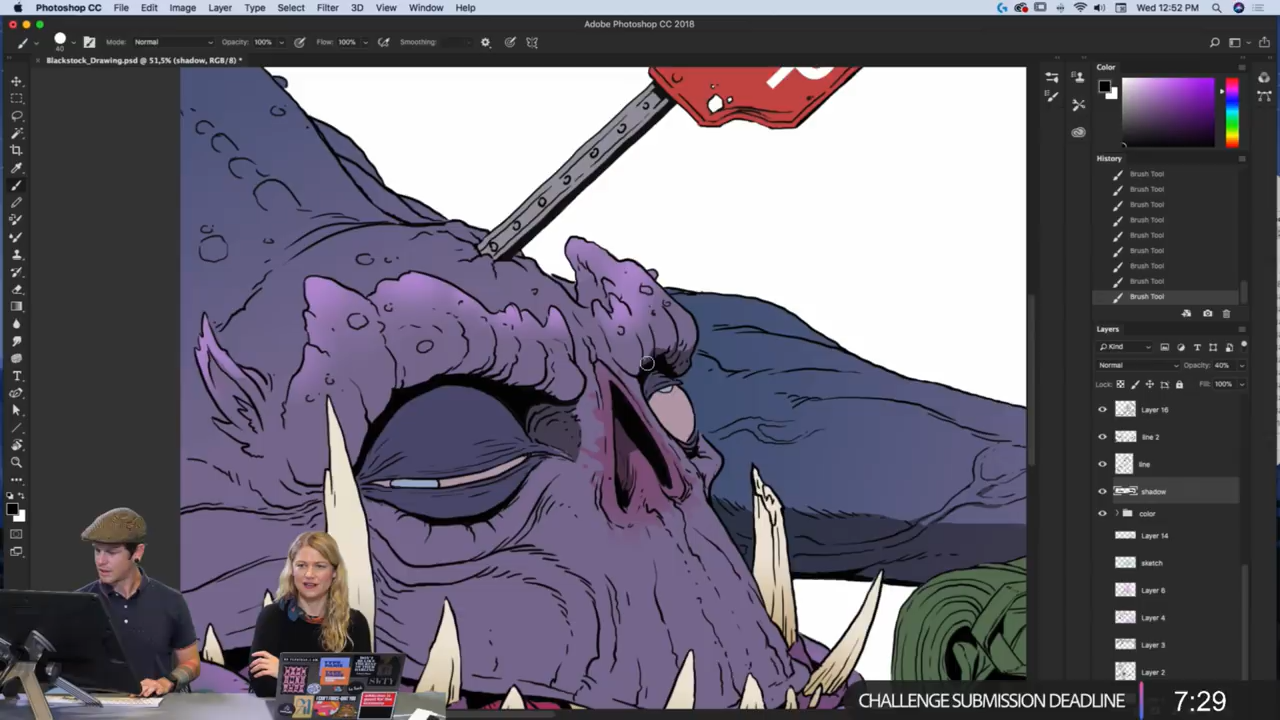 Photoshop CC File Edit Image Layer Type Select Filter 3D View Window Help Wed 12:52 PM
Adobe Photoshop CC 2018
40 Mode: Normal Opacity: 100% Flow: 100% Smoothing:
Blackstock_Drawing.psd @ 51,5% (shadow, RGB/8) *
Color
History
Brush Tool
Brush Tool
Brush Tool
Brush Tool
Brush Tool
Brush Tool
Brush Tool
Brush Tool
Brush Tool
Layers
Kind
Normal Opacity: 40%
Lock: Fill: 100%
Layer 16
line 2
line
shadow
color
Layer 14
sketch
Layer 6
Layer 4
Layer 3
Layer 2
CHALLENGE SUBMISSION DEADLINE 7:29